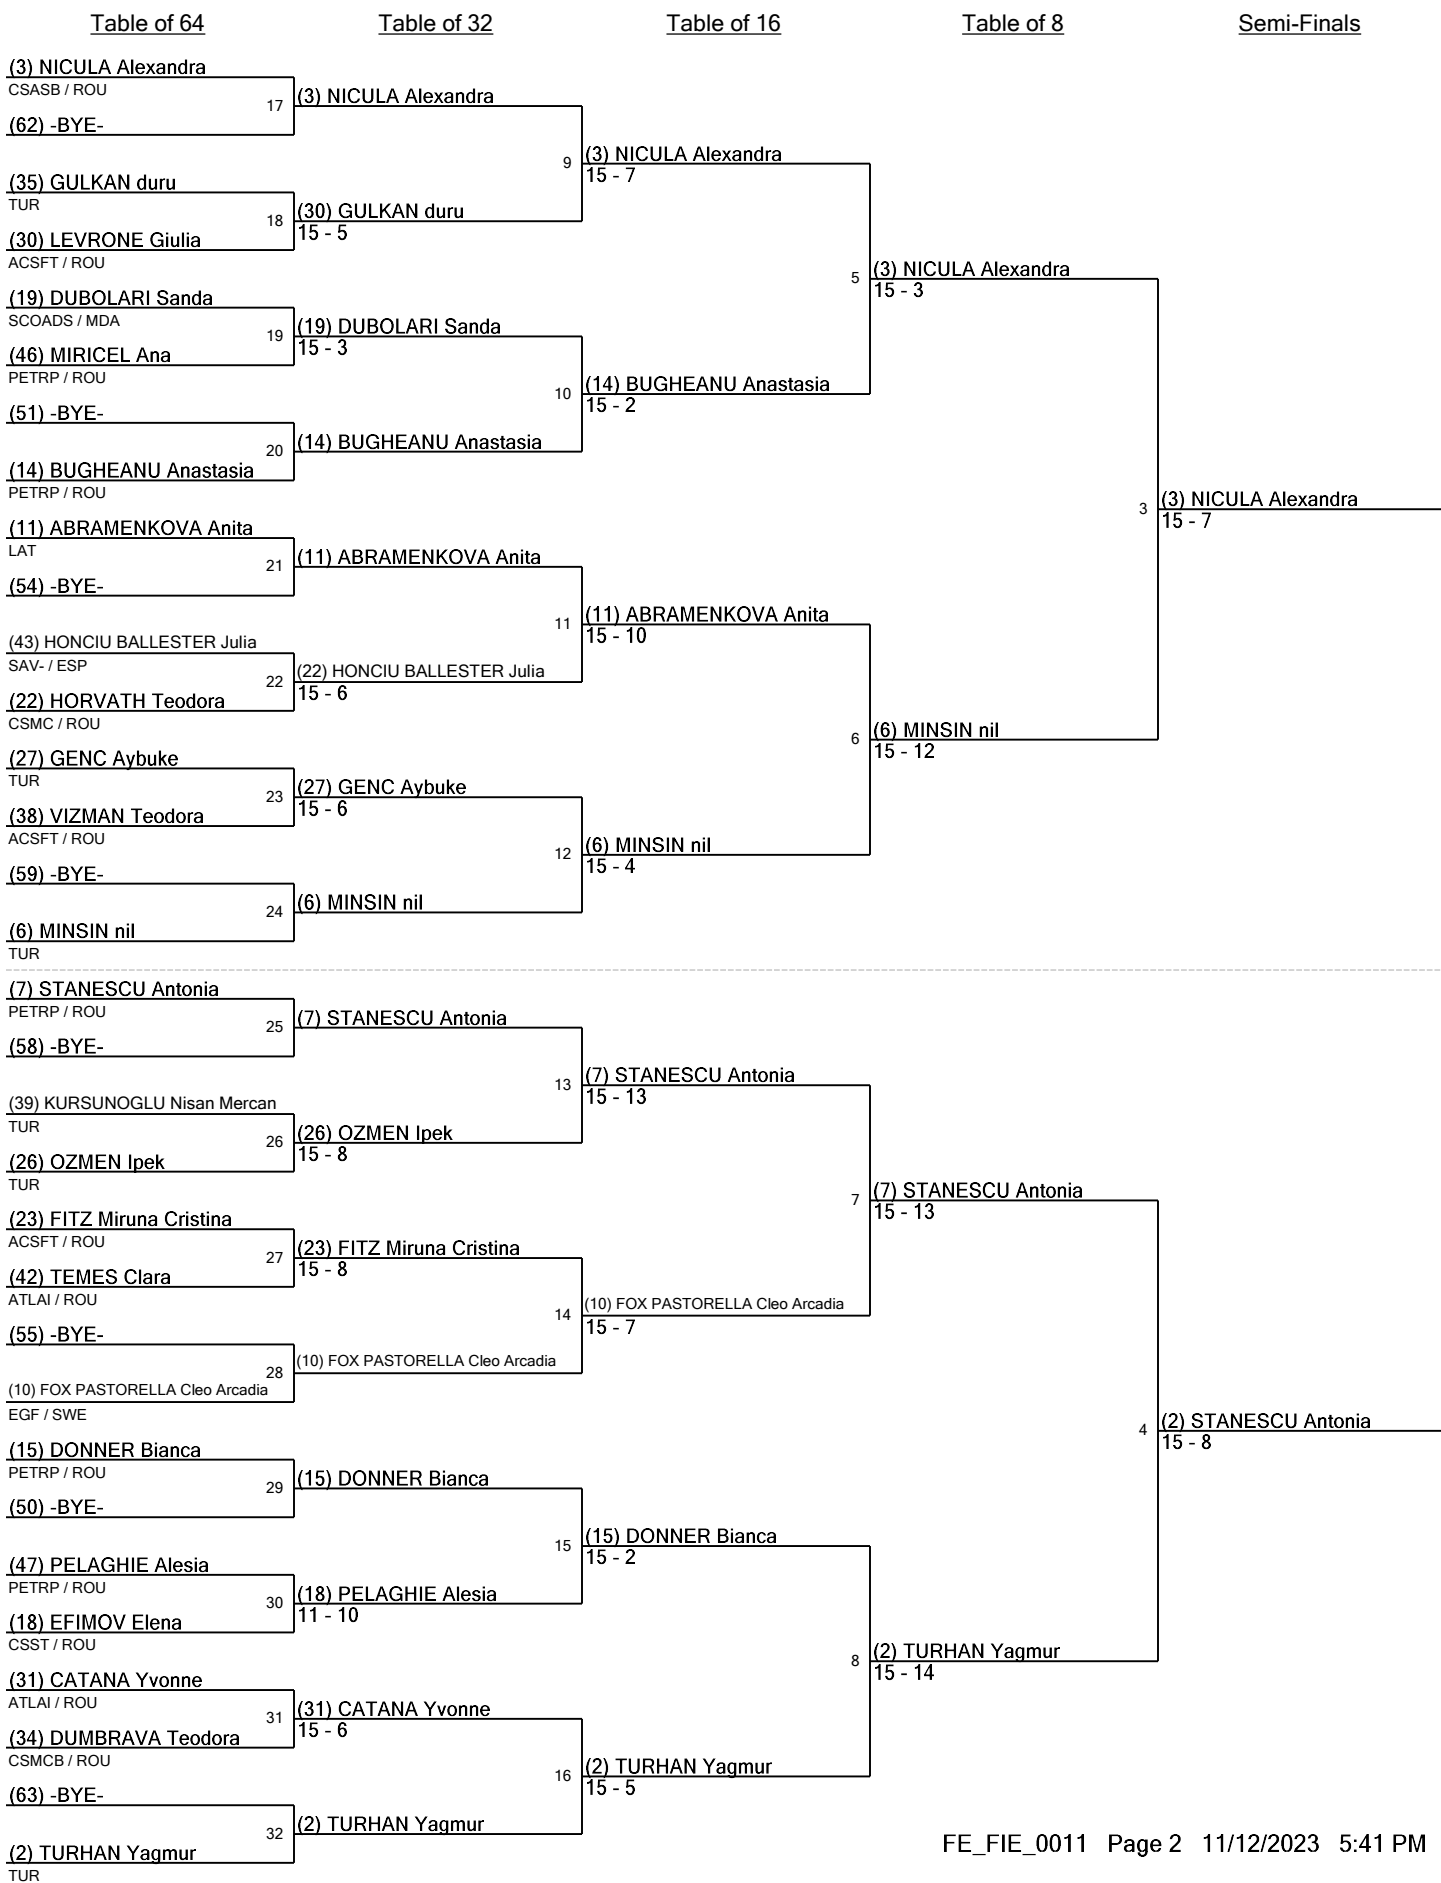 Table of 64 Table of 32 Table of 16 Table of 8 Semi-Finals
(3) NICULA Alexandra
CSASB / ROU
17
(3) NICULA Alexandra
(62) -BYE-
9
(3) NICULA Alexandra
15 - 7
(35) GULKAN duru
TUR
18
(30) GULKAN duru
15 - 5
(30) LEVRONE Giulia
ACSFT / ROU
5
(3) NICULA Alexandra
15 - 3
(19) DUBOLARI Sanda
SCOADS / MDA
19
(19) DUBOLARI Sanda
15 - 3
(46) MIRICEL Ana
PETRP / ROU
10
(14) BUGHEANU Anastasia
15 - 2
(51) -BYE-
20
(14) BUGHEANU Anastasia
(14) BUGHEANU Anastasia
PETRP / ROU
3
(3) NICULA Alexandra
15 - 7
(11) ABRAMENKOVA Anita
LAT
21
(11) ABRAMENKOVA Anita
(54) -BYE-
11
(11) ABRAMENKOVA Anita
15 - 10
(43) HONCIU BALLESTER Julia
SAV- / ESP
22
(22) HONCIU BALLESTER Julia
15 - 6
(22) HORVATH Teodora
CSMC / ROU
6
(6) MINSIN nil
15 - 12
(27) GENC Aybuke
TUR
23
(27) GENC Aybuke
15 - 6
(38) VIZMAN Teodora
ACSFT / ROU
12
(6) MINSIN nil
15 - 4
(59) -BYE-
24
(6) MINSIN nil
(6) MINSIN nil
TUR
(7) STANESCU Antonia
PETRP / ROU
25
(7) STANESCU Antonia
(58) -BYE-
13
(7) STANESCU Antonia
15 - 13
(39) KURSUNOGLU Nisan Mercan
TUR
26
(26) OZMEN Ipek
15 - 8
(26) OZMEN Ipek
TUR
7
(7) STANESCU Antonia
15 - 13
(23) FITZ Miruna Cristina
ACSFT / ROU
27
(23) FITZ Miruna Cristina
15 - 8
(42) TEMES Clara
ATLAI / ROU
14
(10) FOX PASTORELLA Cleo Arcadia
15 - 7
(55) -BYE-
28
(10) FOX PASTORELLA Cleo Arcadia
(10) FOX PASTORELLA Cleo Arcadia
EGF / SWE
4
(2) STANESCU Antonia
15 - 8
(15) DONNER Bianca
PETRP / ROU
29
(15) DONNER Bianca
(50) -BYE-
15
(15) DONNER Bianca
15 - 2
(47) PELAGHIE Alesia
PETRP / ROU
30
(18) PELAGHIE Alesia
11 - 10
(18) EFIMOV Elena
CSST / ROU
8
(2) TURHAN Yagmur
15 - 14
(31) CATANA Yvonne
ATLAI / ROU
31
(31) CATANA Yvonne
15 - 6
(34) DUMBRAVA Teodora
CSMCB / ROU
16
(2) TURHAN Yagmur
15 - 5
(63) -BYE-
32
(2) TURHAN Yagmur
(2) TURHAN Yagmur
TUR
FE_FIE_0011 Page 2 11/12/2023 5:41 PM